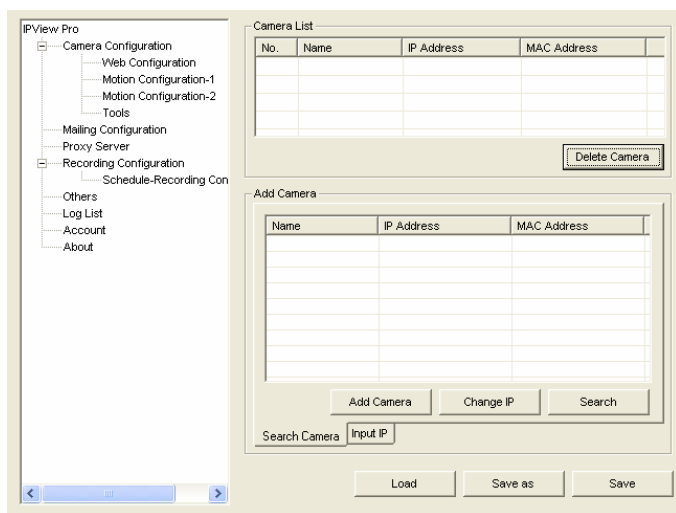 IPView Pro
Camera Configuration
Web Configuration
Motion Configuration-1
Motion Configuration-2
Tools
Mailing Configuration
Proxy Server
Recording Configuration
Schedule-Recording Con
Others
Log List
Account
About
Camera List
No. Name IP Address MAC Address
Delete Camera
Add Camera
Name IP Address MAC Address
Add Camera Change IP Search
Search Camera Input IP
Load Save as Save